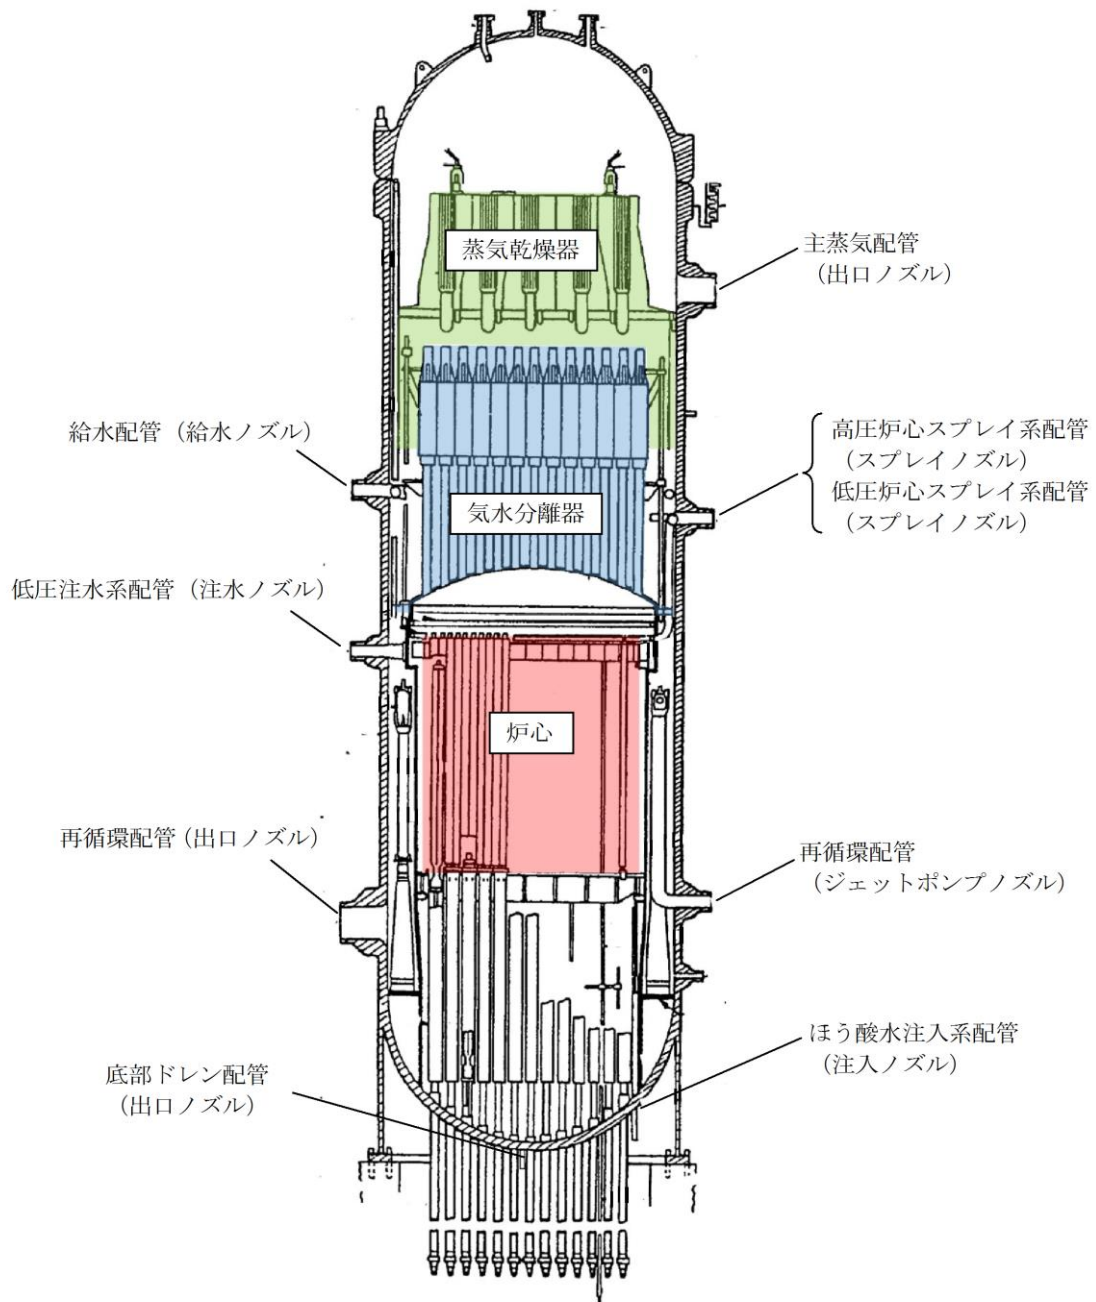 蒸気乾燥器
主蒸気配管
（出口ノズル）
給水配管（給水ノズル）
高圧炉心スプレイ系配管
（スプレイノズル）
低圧炉心スプレイ系配管
（スプレイノズル）
気水分離器
低圧注水系配管（注水ノズル）
炉心
再循環配管（出口ノズル）
再循環配管
（ジェットポンプノズル）
ほう酸水注入系配管
（注入ノズル）
底部ドレン配管
（出口ノズル）